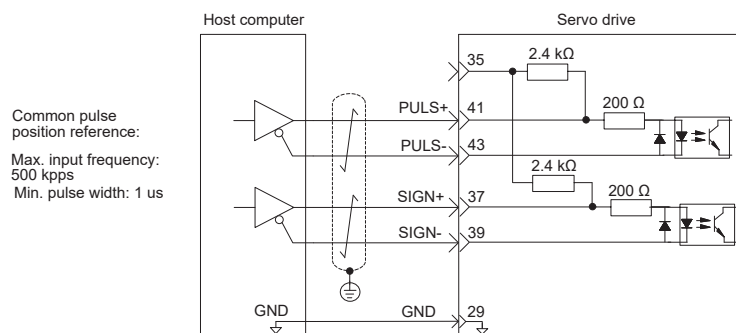 Host computer
Servo drive
35
2.4 kΩ
PULS+
41
200 Ω
Common pulse
position reference:
Max. input frequency:
500 kpps
Min. pulse width: 1 us
PULS-
43
2.4 kΩ
SIGN+
37
200 Ω
SIGN-
39
GND
GND
29